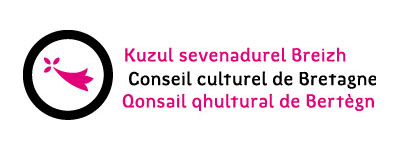 Kuzul sevenadurel Breizh
Conseil culturel de Bretagne
Qonsail qhultural de Bertègn